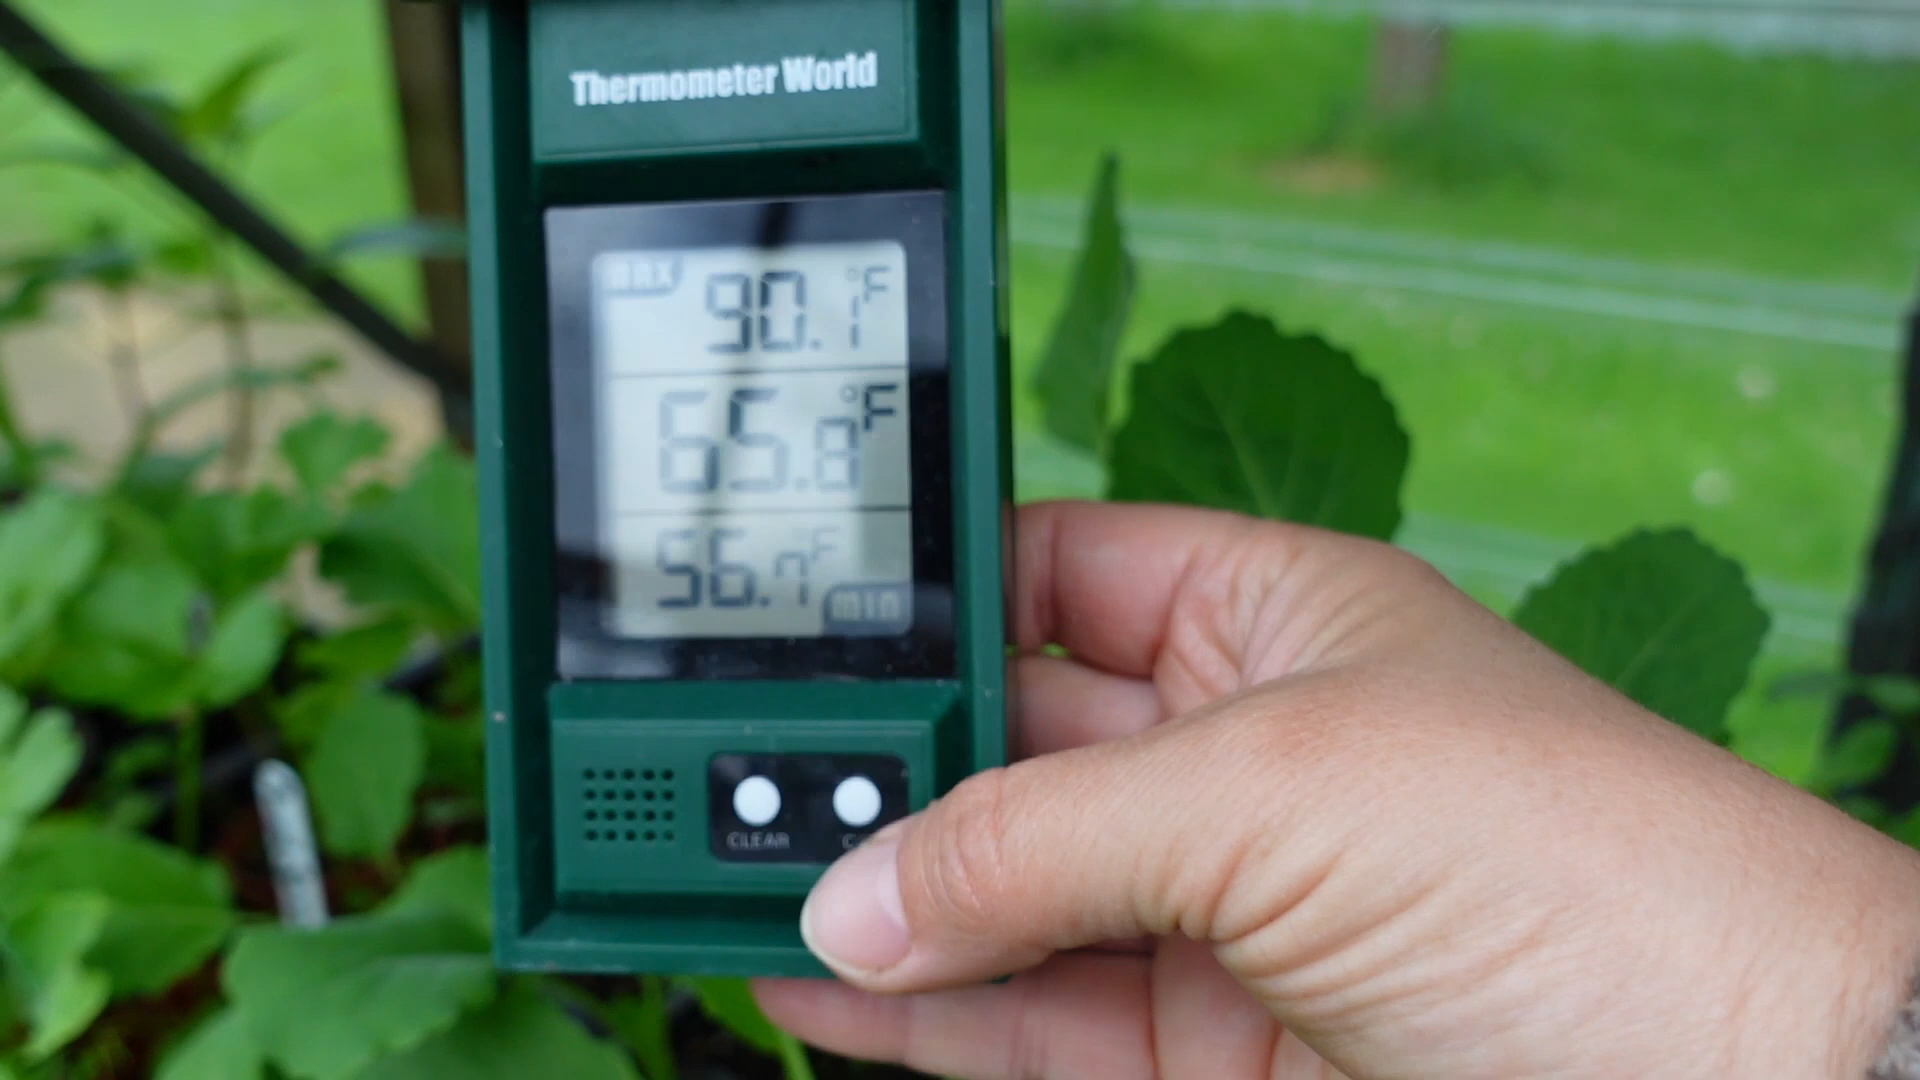 Thermometer World
MAX 90.1°F
65.8°F
56.7°F
min
CLEAR